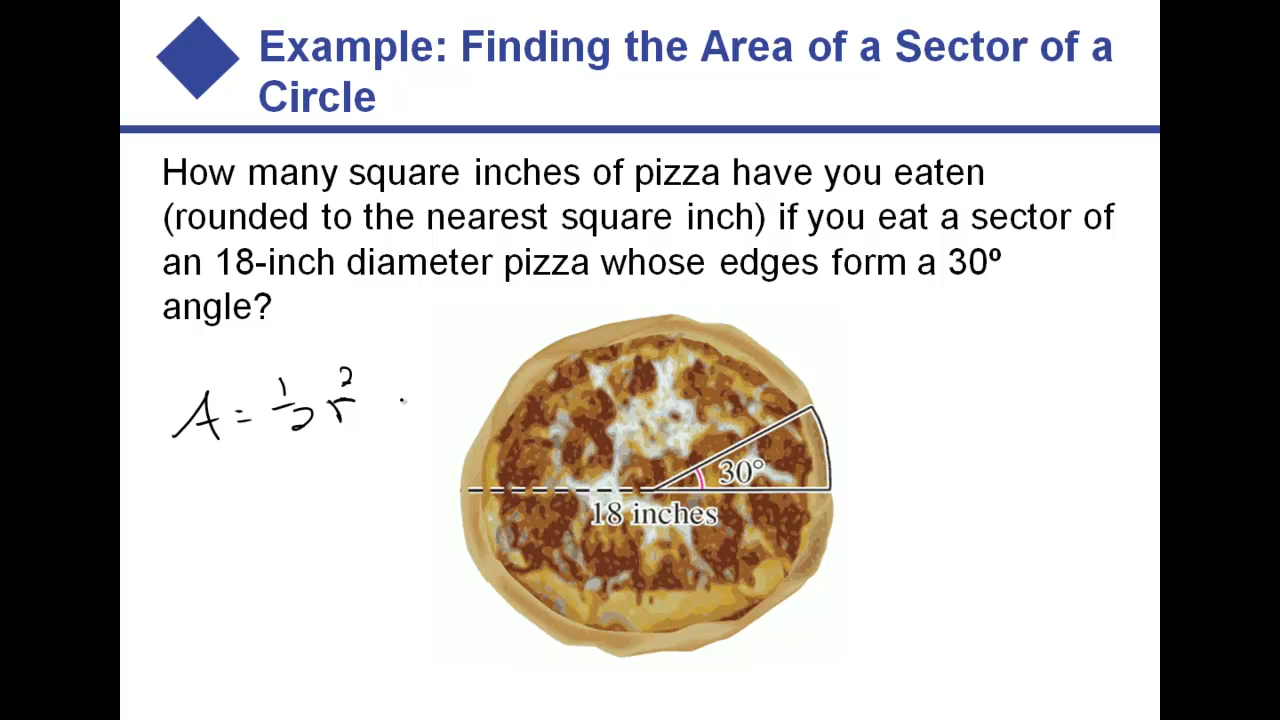 Example: Finding the Area of a Sector of a
Circle
How many square inches of pizza have you eaten
(rounded to the nearest square inch) if you eat a sector of
an 18-inch diameter pizza whose edges form a 30º
angle?
A = 1/2 r²
30°
18 inches